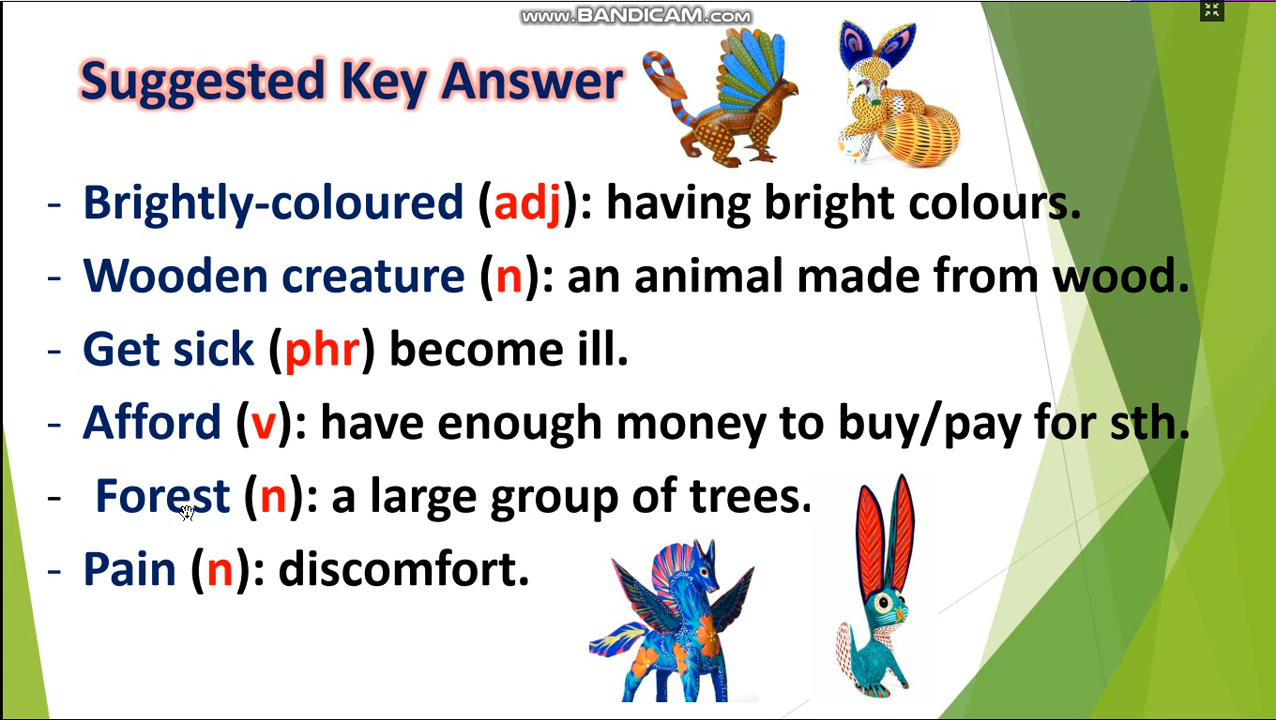 www.BANDICAM.com
Suggested Key Answer
- Brightly-coloured (adj): having bright colours.
- Wooden creature (n): an animal made from wood.
- Get sick (phr) become ill.
- Afford (v): have enough money to buy/pay for sth.
- Forest (n): a large group of trees.
- Pain (n): discomfort.